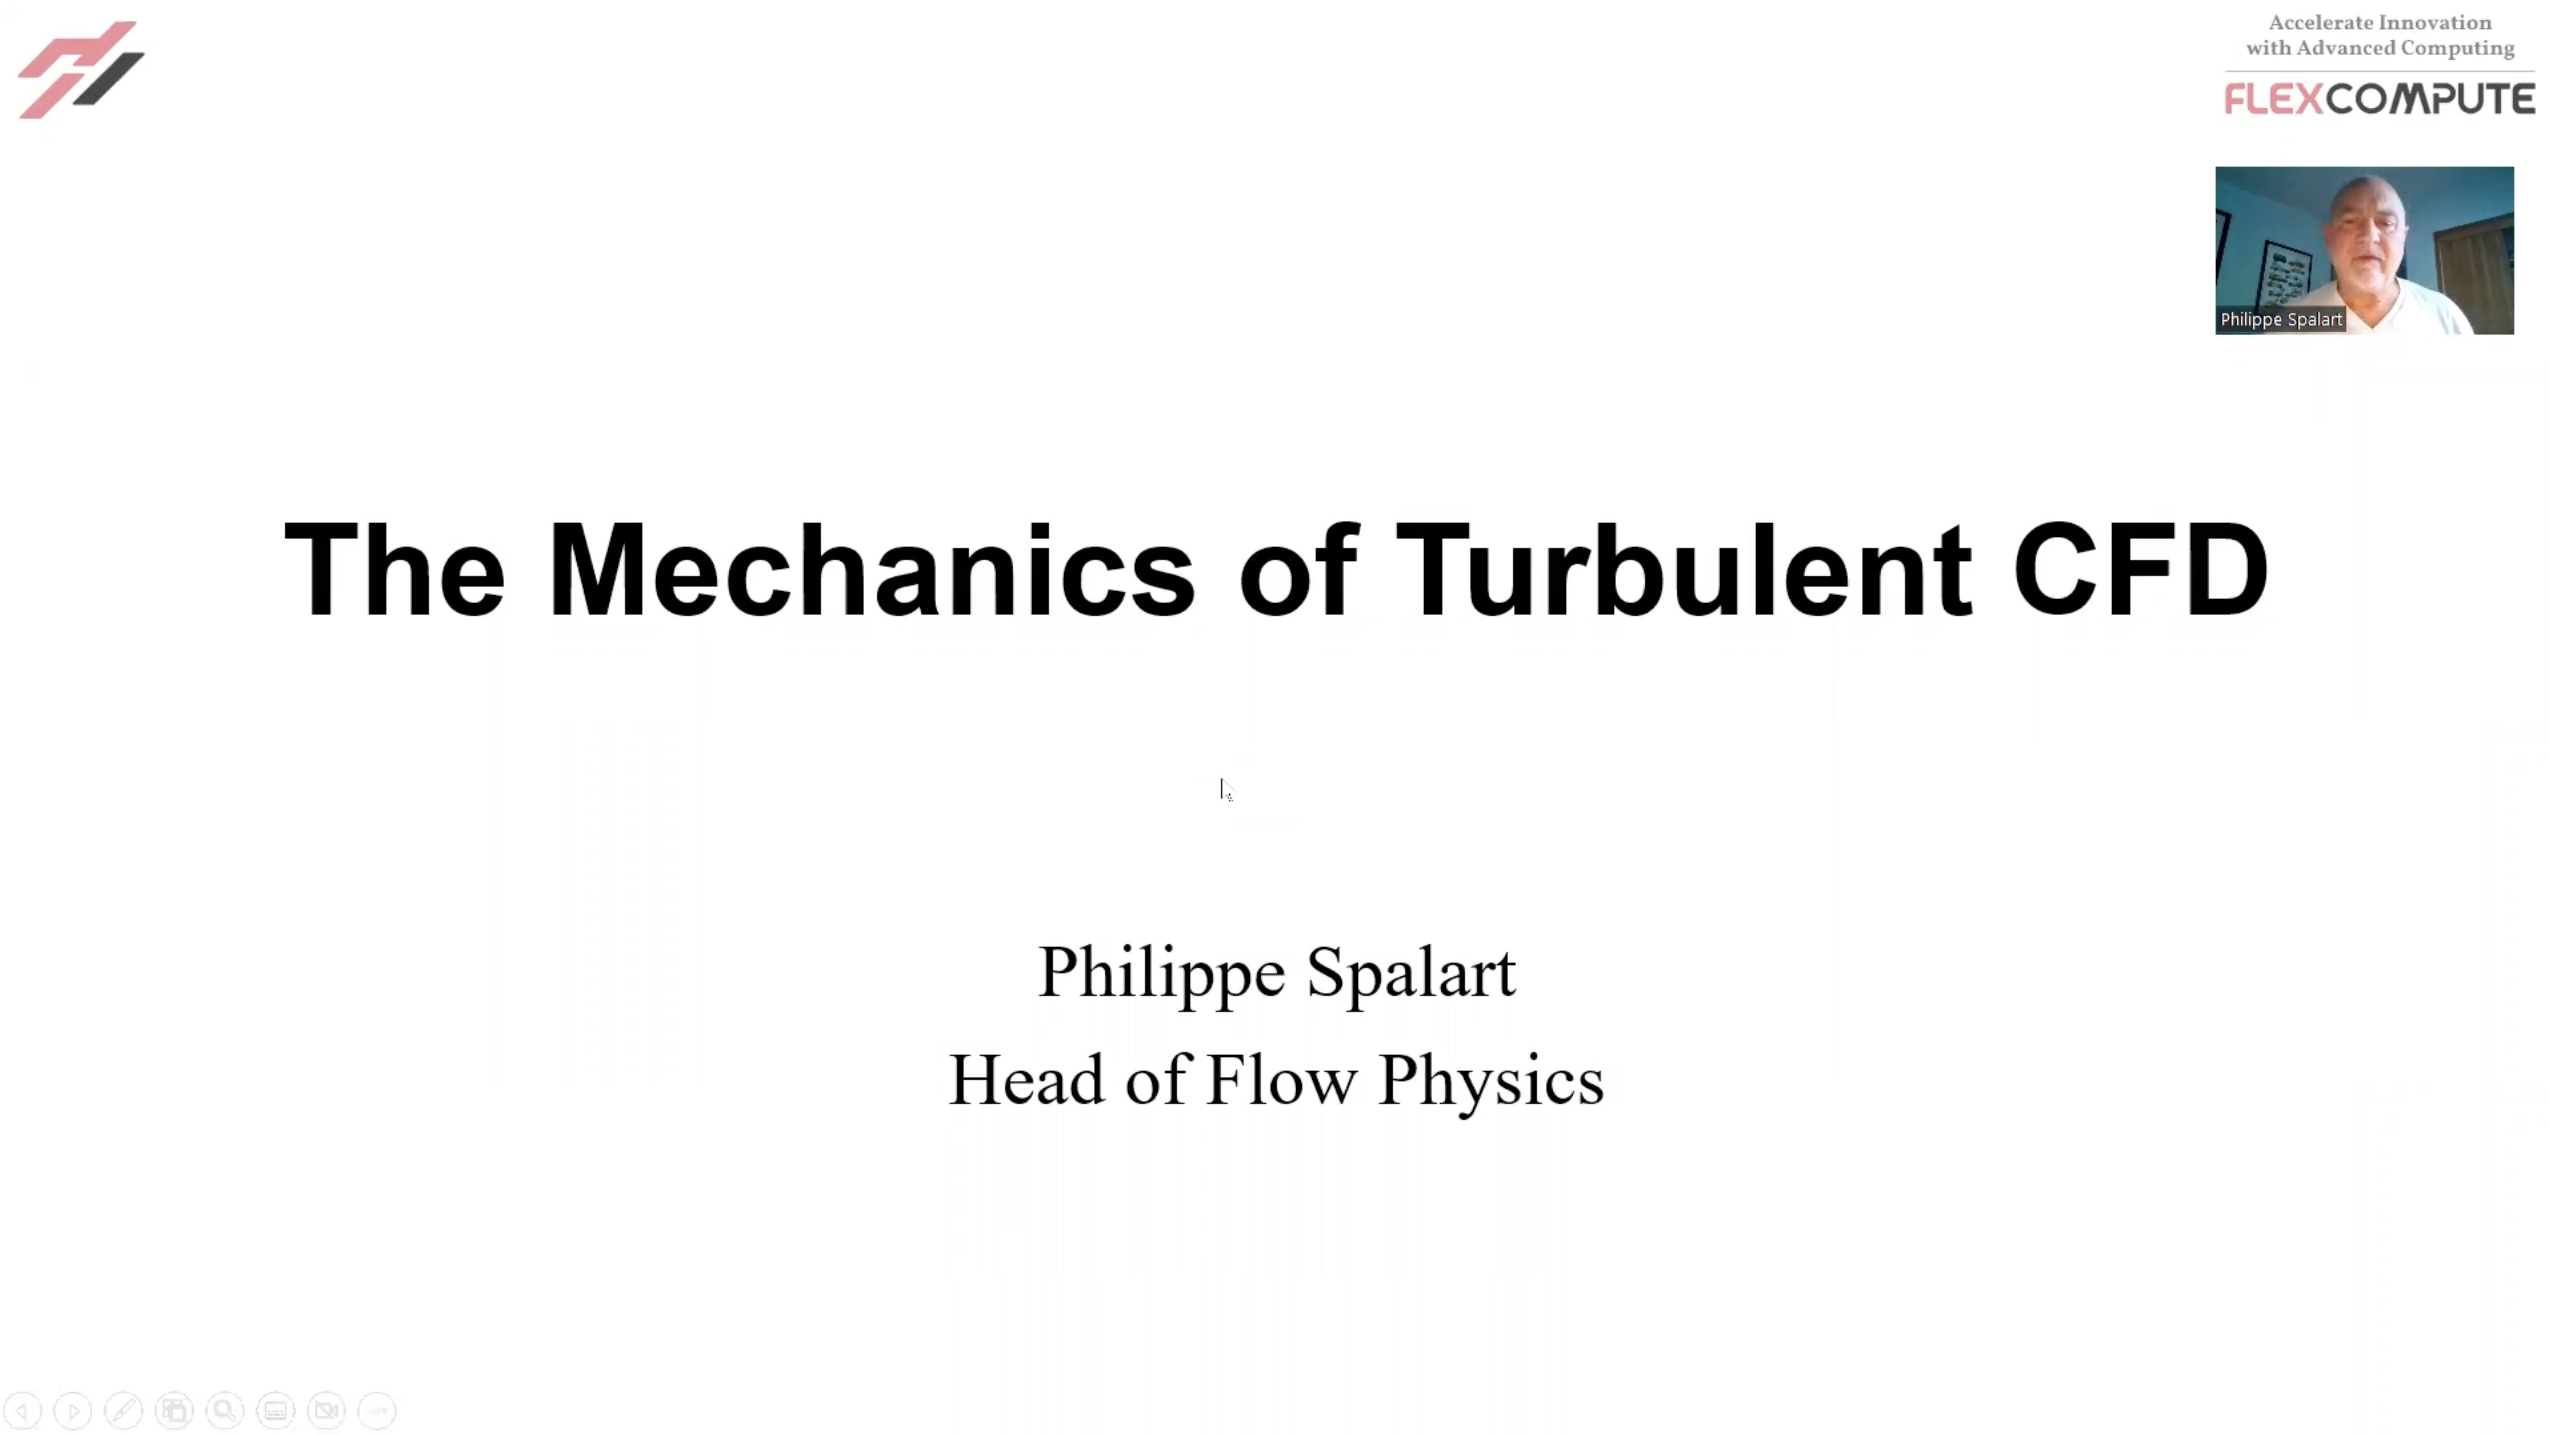 Accelerate Innovation
with Advanced Computing
FLEXCOMPUTE
Philippe Spalart
The Mechanics of Turbulent CFD
Philippe Spalart
Head of Flow Physics